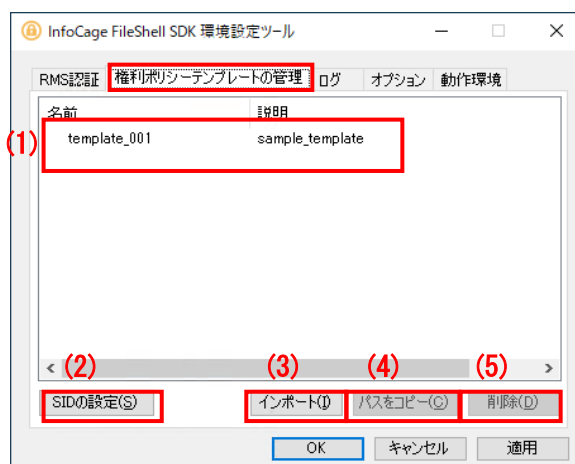 InfoCage FileShell SDK 環境設定ツール
RMS認証 権利ポリシーテンプレートの管理 ログ オプション 動作環境
名前 説明
(1)
template_001 sample_template
(2) (3) (4) (5)
SIDの設定(S) インポート(I) パスをコピー(C) 削除(D)
OK キャンセル 適用